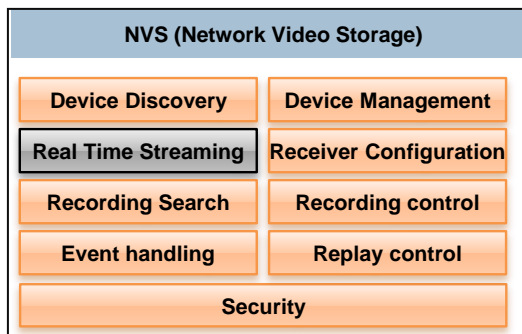 NVS (Network Video Storage)
Device Discovery
Device Management
Real Time Streaming
Receiver Configuration
Recording Search
Recording control
Event handling
Replay control
Security